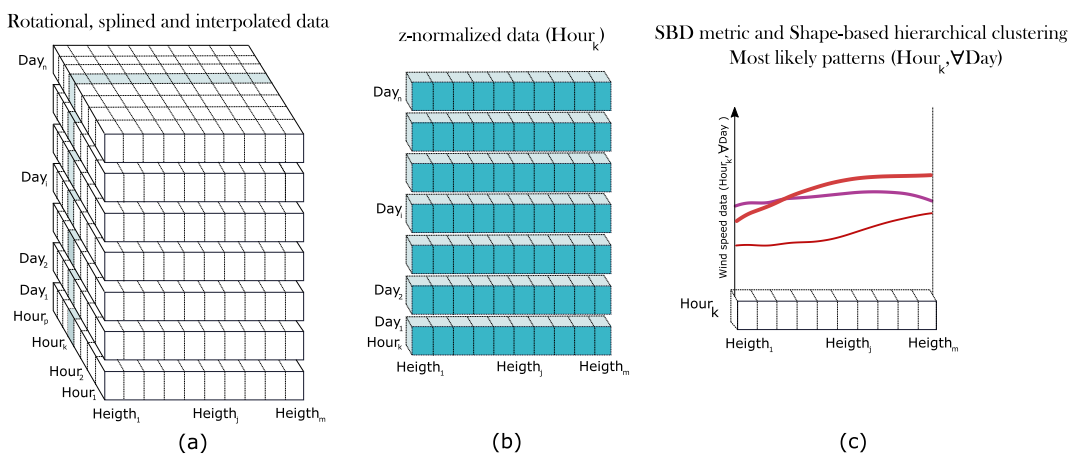 Rotational, splined and interpolated data
Day_n
Day_i
Day_2
Day_1
Hour_p
Hour_k
Hour_2
Hour_1
Heigth_1
Heigth_j
Heigth_m
(a)
z-normalized data (Hour_k)
Day_n
Day_i
Day_2
Day_1
Hour_k
Heigth_1
Heigth_j
Heigth_m
(b)
SBD metric and Shape-based hierarchical clustering
Most likely patterns (Hour_k,∀Day)
Wind speed data (Hour_k,∀Day )
Hour_k
Heigth_1
Heigth_j
Heigth_m
(c)